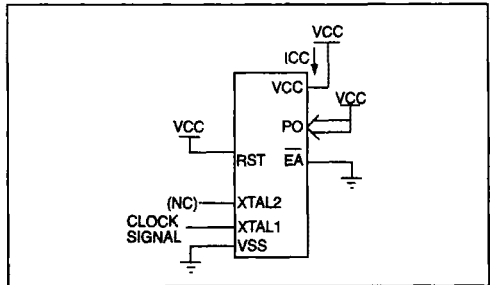 VCC
ICC
VCC
VCC
PO
VCC
RST
EA
(NC)
XTAL2
CLOCK
SIGNAL
XTAL1
VSS